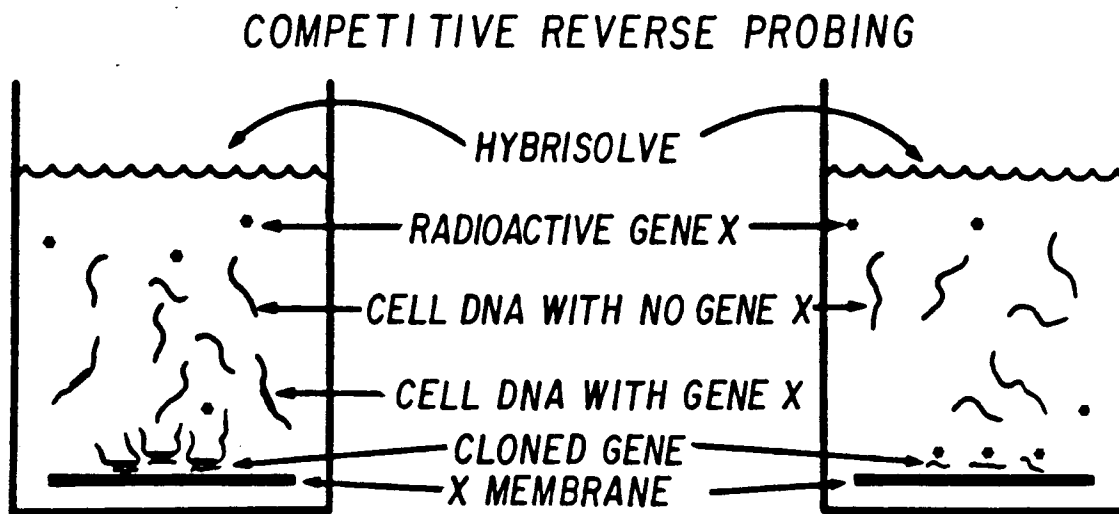 COMPETITIVE REVERSE PROBING
HYBRISOLVE
RADIOACTIVE GENE X
CELL DNA WITH NO GENE X
CELL DNA WITH GENE X
CLONED GENE
X MEMBRANE